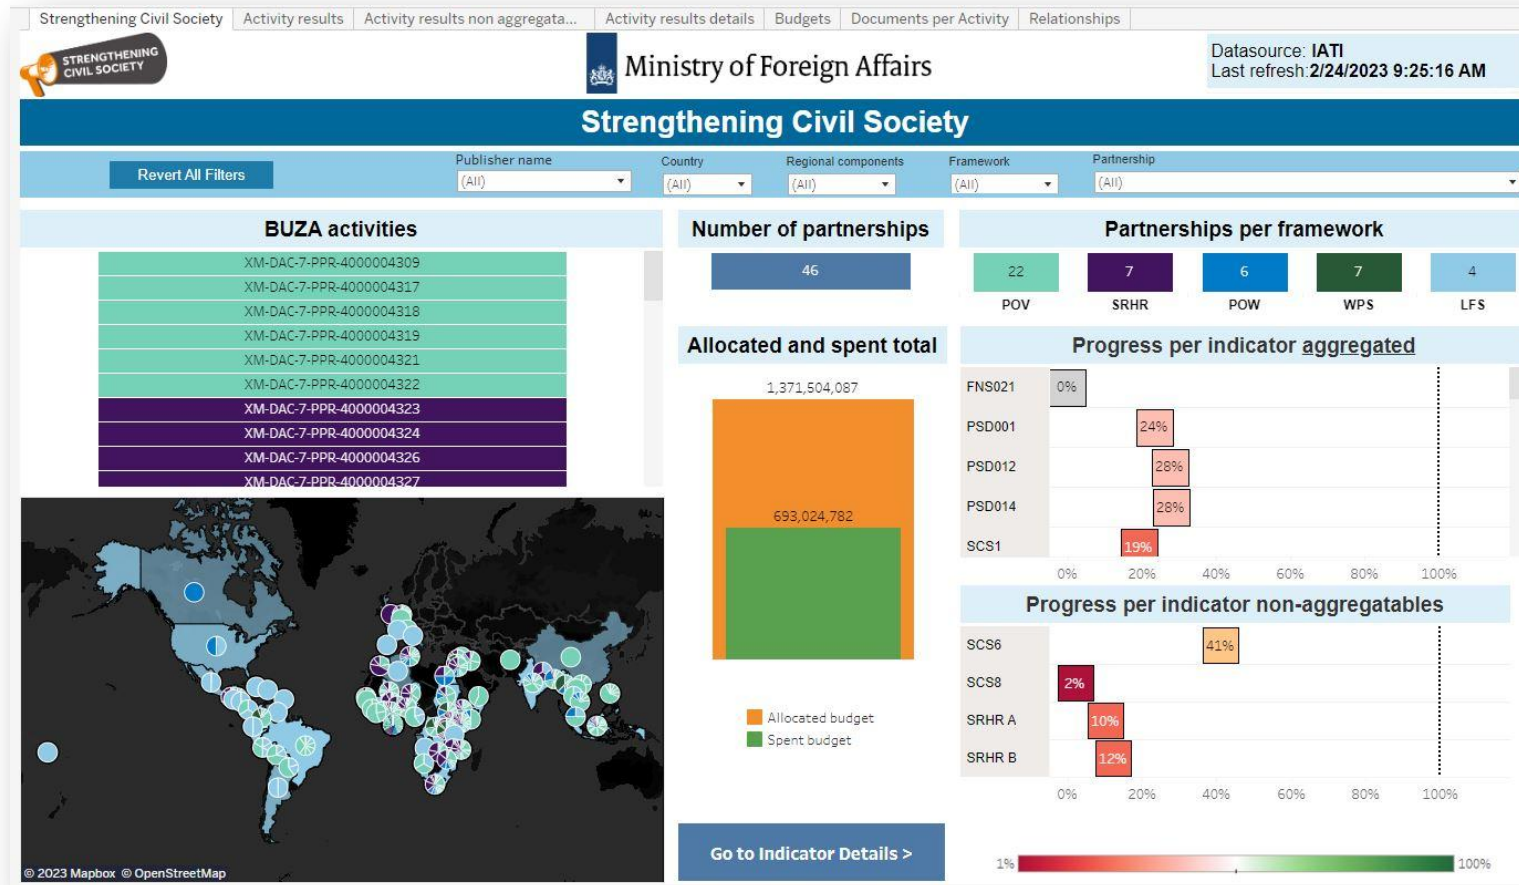 Strengthening Civil Society
Activity results
Activity results non aggregata...
Activity results details
Budgets
Documents per Activity
Relationships
STRENGTHENING
CIVIL SOCIETY
Ministry of Foreign Affairs
Datasource: IATI
Last refresh:2/24/2023 9:25:16 AM
Strengthening Civil Society
Revert All Filters
Publisher name
(All)
Country
(All)
Regional components
(All)
Framework
(All)
Partnership
(All)
BUZA activities
XM-DAC-7-PPR-4000004309
XM-DAC-7-PPR-4000004317
XM-DAC-7-PPR-4000004318
XM-DAC-7-PPR-4000004319
XM-DAC-7-PPR-4000004321
XM-DAC-7-PPR-4000004322
XM-DAC-7-PPR-4000004323
XM-DAC-7-PPR-4000004324
XM-DAC-7-PPR-4000004326
XM-DAC-7-PPR-4000004327
© 2023 Mapbox © OpenStreetMap
Number of partnerships
46
Allocated and spent total
1,371,504,087
693,024,782
Allocated budget
Spent budget
Go to Indicator Details >
Partnerships per framework
22 7 6 7 4
POV SRHR POW WPS LFS
Progress per indicator aggregated
FNS021 0%
PSD001 24%
PSD012 28%
PSD014 28%
SCS1 19%
0% 20% 40% 60% 80% 100%
Progress per indicator non-aggregatables
SCS6 41%
SCS8 2%
SRHR A 10%
SRHR B 12%
0% 20% 40% 60% 80% 100%
1% 100%